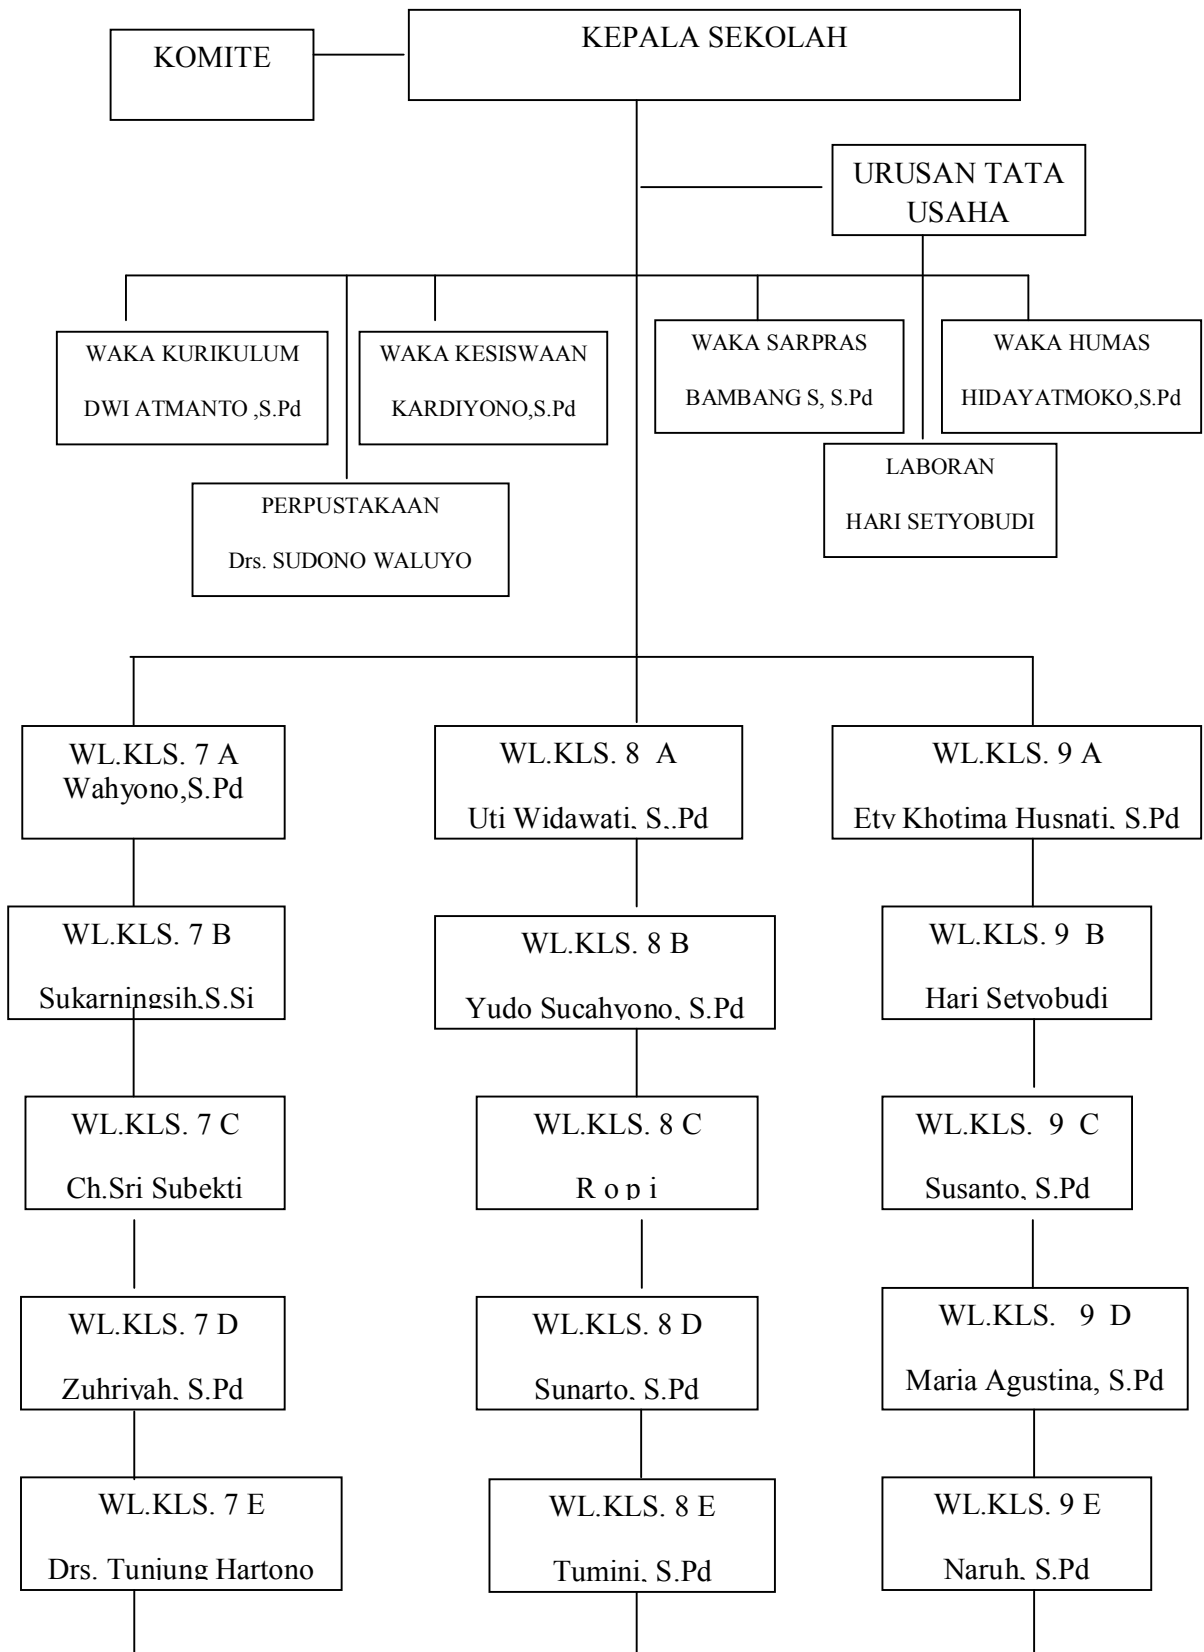 KOMITE
KEPALA SEKOLAH
URUSAN TATA
USAHA
WAKA KURIKULUM
DWI ATMANTO ,S.Pd
WAKA KESISWAAN
KARDIYONO,S.Pd
WAKA SARPRAS
BAMBANG S, S.Pd
WAKA HUMAS
HIDAYATMOKO,S.Pd
PERPUSTAKAAN
Drs. SUDONO WALUYO
LABORAN
HARI SETYOBUDI
WL.KLS. 7 A
Wahyono,S.Pd
WL.KLS. 8 A
Uti Widawati, S,.Pd
WL.KLS. 9 A
Ety Khotima Husnati, S.Pd
WL.KLS. 7 B
Sukarningsih,S.Si
WL.KLS. 8 B
Yudo Sucahyono, S.Pd
WL.KLS. 9 B
Hari Setyobudi
WL.KLS. 7 C
Ch.Sri Subekti
WL.KLS. 8 C
R o p i
WL.KLS. 9 C
Susanto, S.Pd
WL.KLS. 7 D
Zuhriyah, S.Pd
WL.KLS. 8 D
Sunarto, S.Pd
WL.KLS. 9 D
Maria Agustina, S.Pd
WL.KLS. 7 E
Drs. Tunjung Hartono
WL.KLS. 8 E
Tumini, S.Pd
WL.KLS. 9 E
Naruh, S.Pd